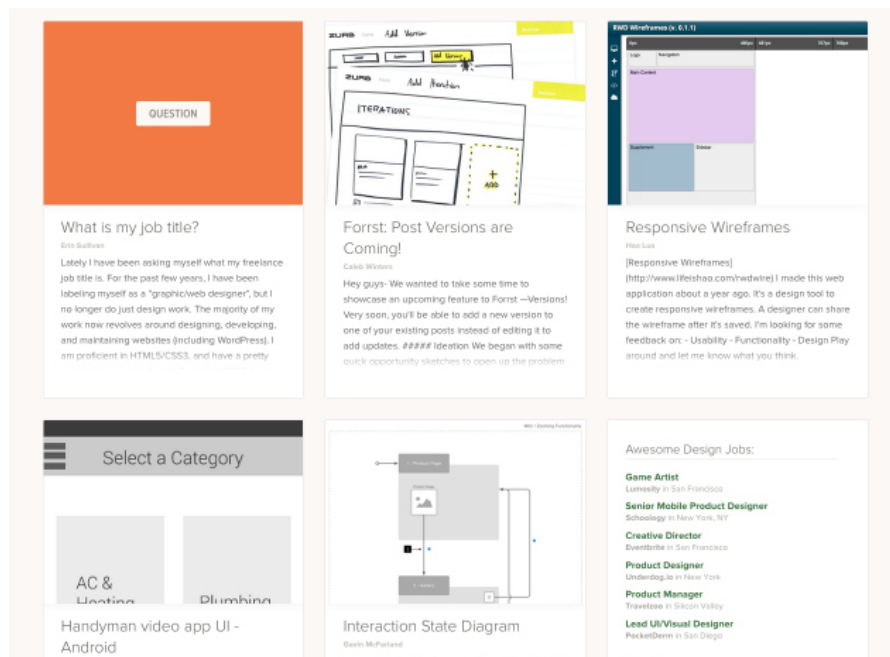 QUESTION
What is my job title?
Erin Sullivan
Lately I have been asking myself what my freelance
job title is. For the past few years, I have been
labeling myself as a "graphic/web designer", but I
no longer do just design work. The majority of my
work now revolves around designing, developing,
and maintaining websites (including WordPress). I
am proficient in HTML5/CSS3, and have a pretty
ZURB
Add Version
ZURB
Add Iteration
ITERATIONS
+
ADD
Forrst: Post Versions are
Coming!
Caleb Winters
Hey guys- We wanted to take some time to
showcase an upcoming feature to Forrst —Versions!
Very soon, you'll be able to add a new version to
one of your existing posts instead of editing it to
add updates. ##### Ideation We began with some
quick opportunity sketches to open up the problem
RWD Wireframes (v. 0.1.1)
Navigation
Main Content
Supplement
Sidebar
Responsive Wireframes
Hao Luo
[Responsive Wireframes]
(http://www.lifeishao.com/rwdwire) I made this web
application about a year ago. It's a design tool to
create responsive wireframes. A designer can share
the wireframe after it's saved. I'm looking for some
feedback on: - Usability - Functionality - Design Play
around and let me know what you think.
Select a Category
AC &
Heating
Plumbing
Handyman video app UI -
Android
Product Page
Interaction State Diagram
Gavin McFarland
Awesome Design Jobs:
Game Artist
Lumosity in San Francisco
Senior Mobile Product Designer
Schoology in New York, NY
Creative Director
Eventbrite in San Francisco
Product Designer
Underdog.io in New York
Product Manager
Travelzoo in Silicon Valley
Lead UI/Visual Designer
PocketDerm in San Diego